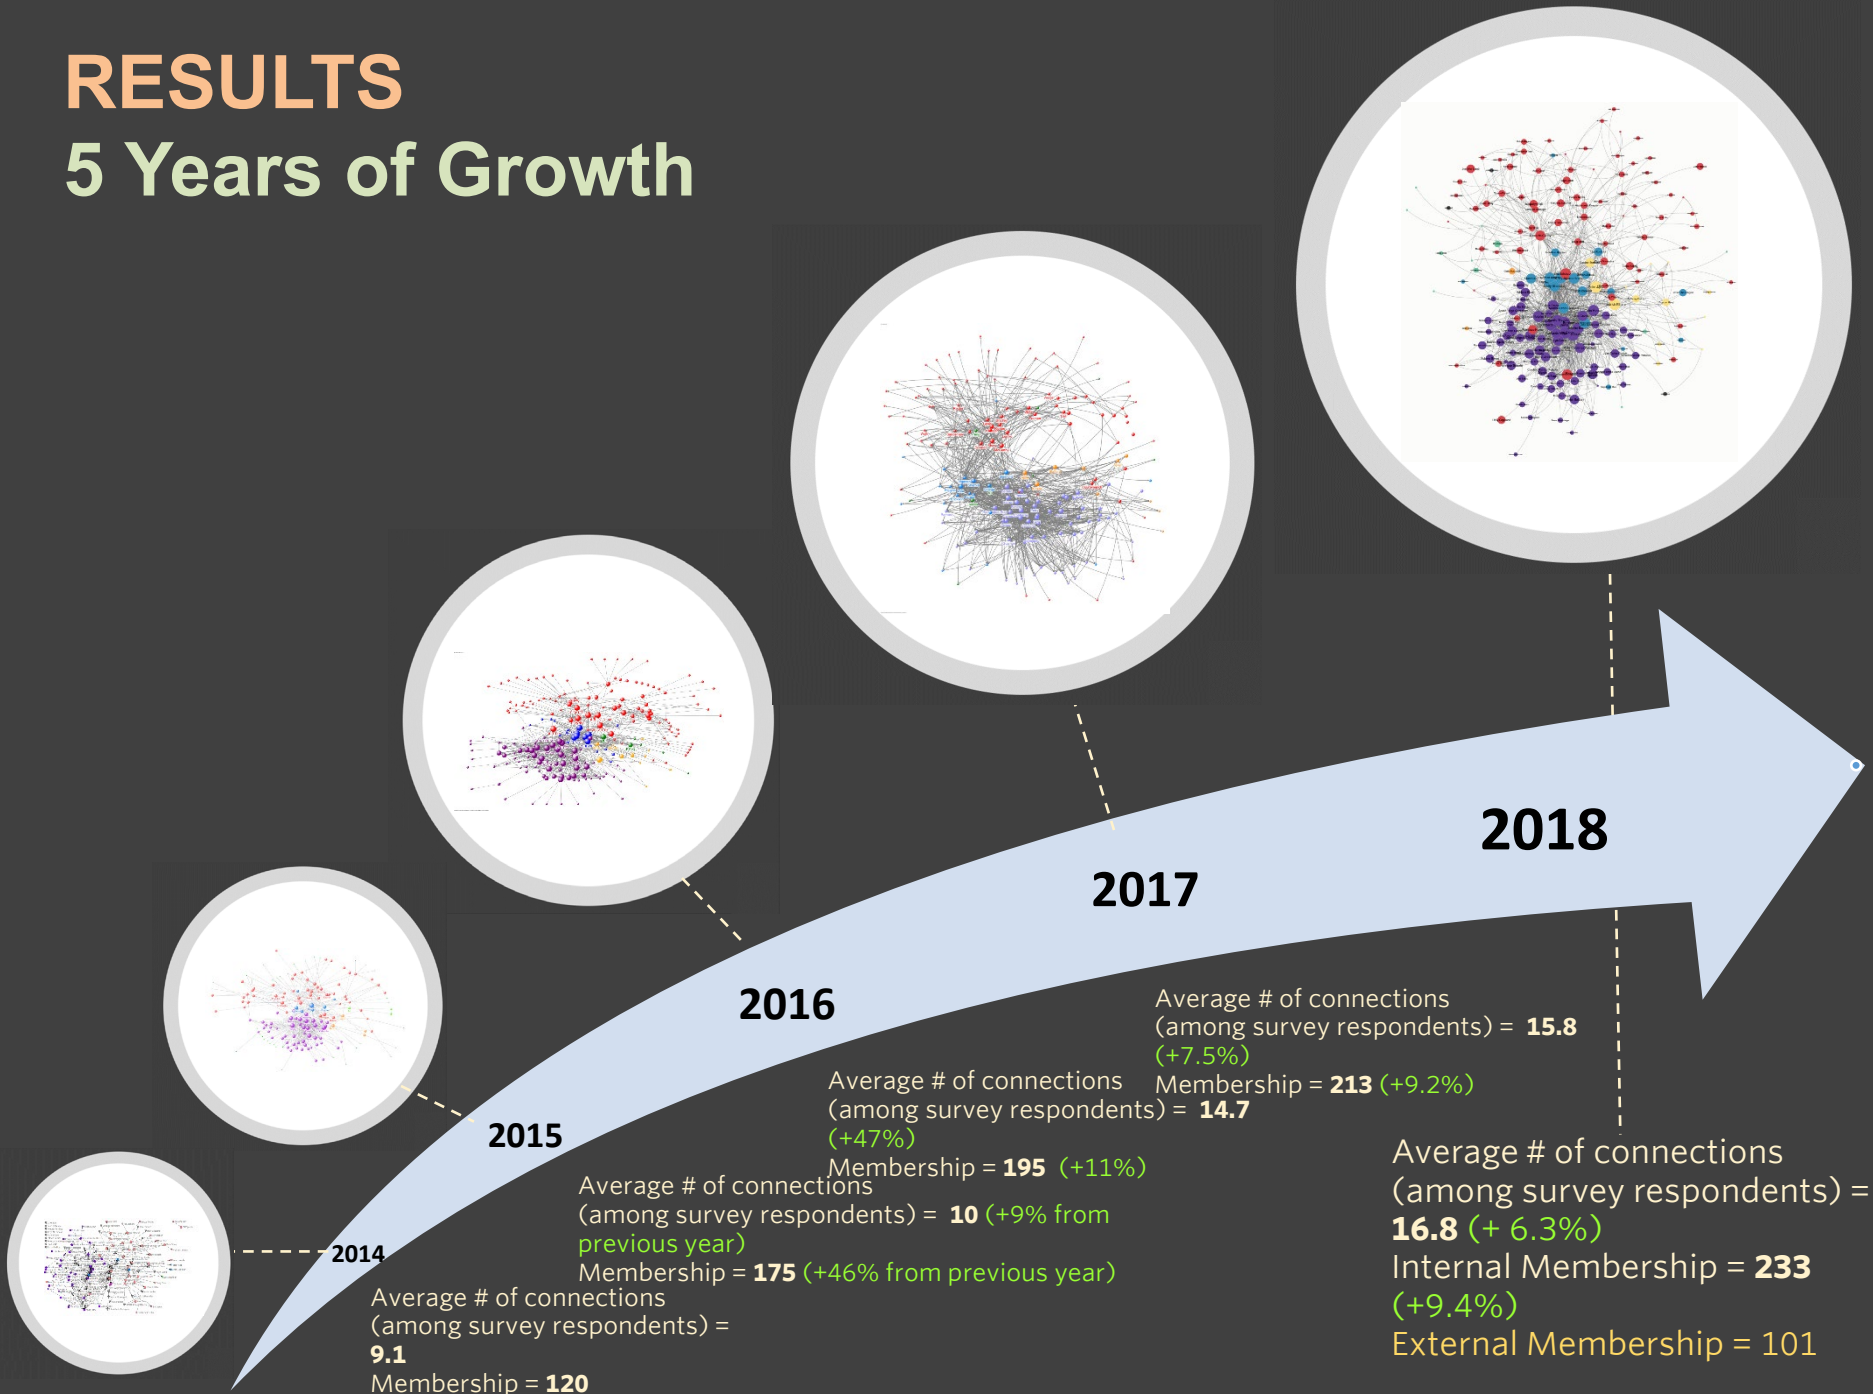 RESULTS
5 Years of Growth
2018
2017
2016
2015
2014
Average # of connections
(among survey respondents) = 15.8
(+7.5%)
Membership = 213 (+9.2%)
Average # of connections
(among survey respondents) = 14.7
(+47%)
Membership = 195 (+11%)
Average # of connections
(among survey respondents) = 10 (+9% from
previous year)
Membership = 175 (+46% from previous year)
Average # of connections
(among survey respondents) =
9.1
Membership = 120
Average # of connections
(among survey respondents) =
16.8 (+ 6.3%)
Internal Membership = 233
(+9.4%)
External Membership = 101